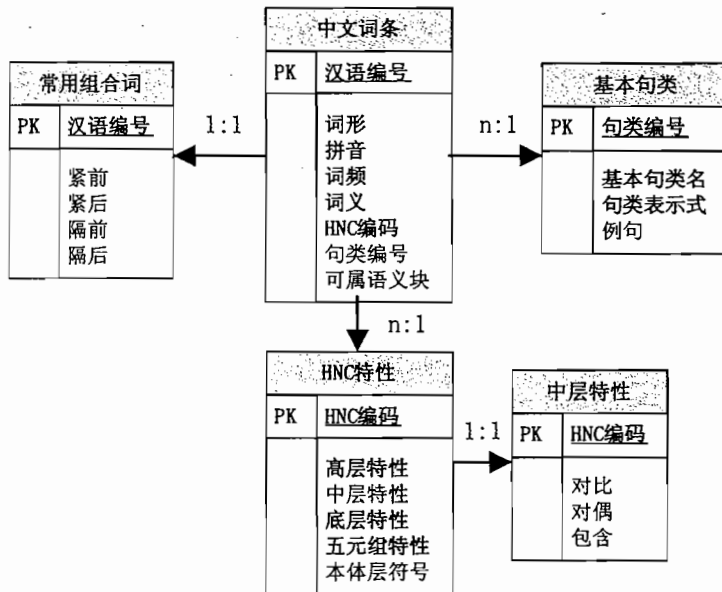 中文词条
PK 汉语编号
词形
拼音
词频
词义
HNC编码
句类编号
可属语义块
常用组合词
PK 汉语编号
紧前
紧后
隔前
隔后
1:1
n:1
基本句类
PK 句类编号
基本句类名
句类表示式
例句
n:1
HNC特性
PK HNC编码
高层特性
中层特性
底层特性
五元组特性
本体层符号
1:1
中层特性
PK HNC编码
对比
对偶
包含